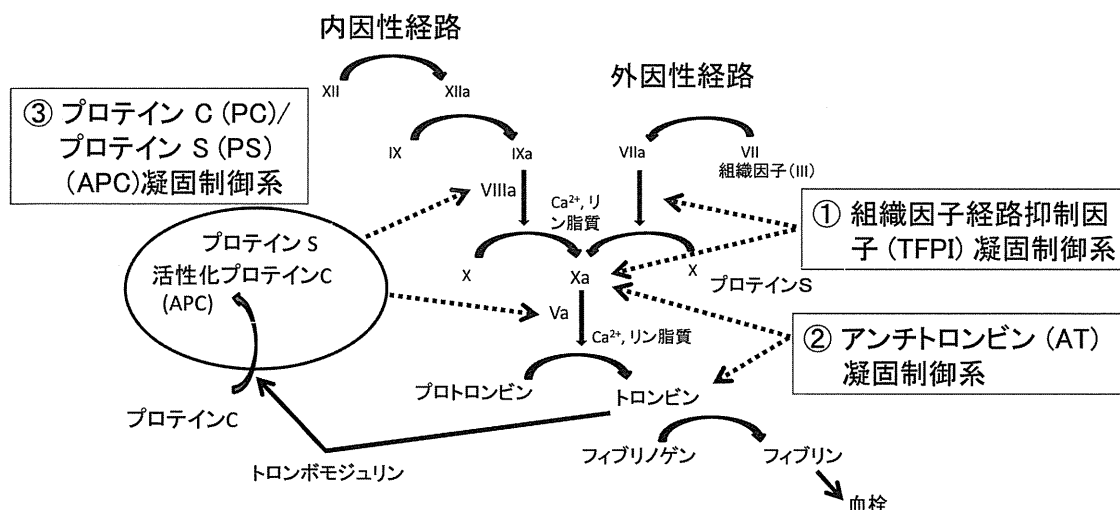 内因性経路
外因性経路
XII
XIIa
③ プロテイン C (PC)/
プロテイン S (PS)
(APC)凝固制御系
IX
IXa
VIIa
VII
組織因子(III)
VIIIa
Ca²⁺, リ
ン脂質
① 組織因子経路抑制因
子 (TFPI) 凝固制御系
プロテイン S
活性化プロテインC
(APC)
X
Xa
X
プロテインS
Va
Ca²⁺, リン脂質
② アンチトロンビン (AT)
凝固制御系
プロトロンビン
トロンビン
プロテインC
トロンボモジュリン
フィブリノゲン
フィブリン
血栓